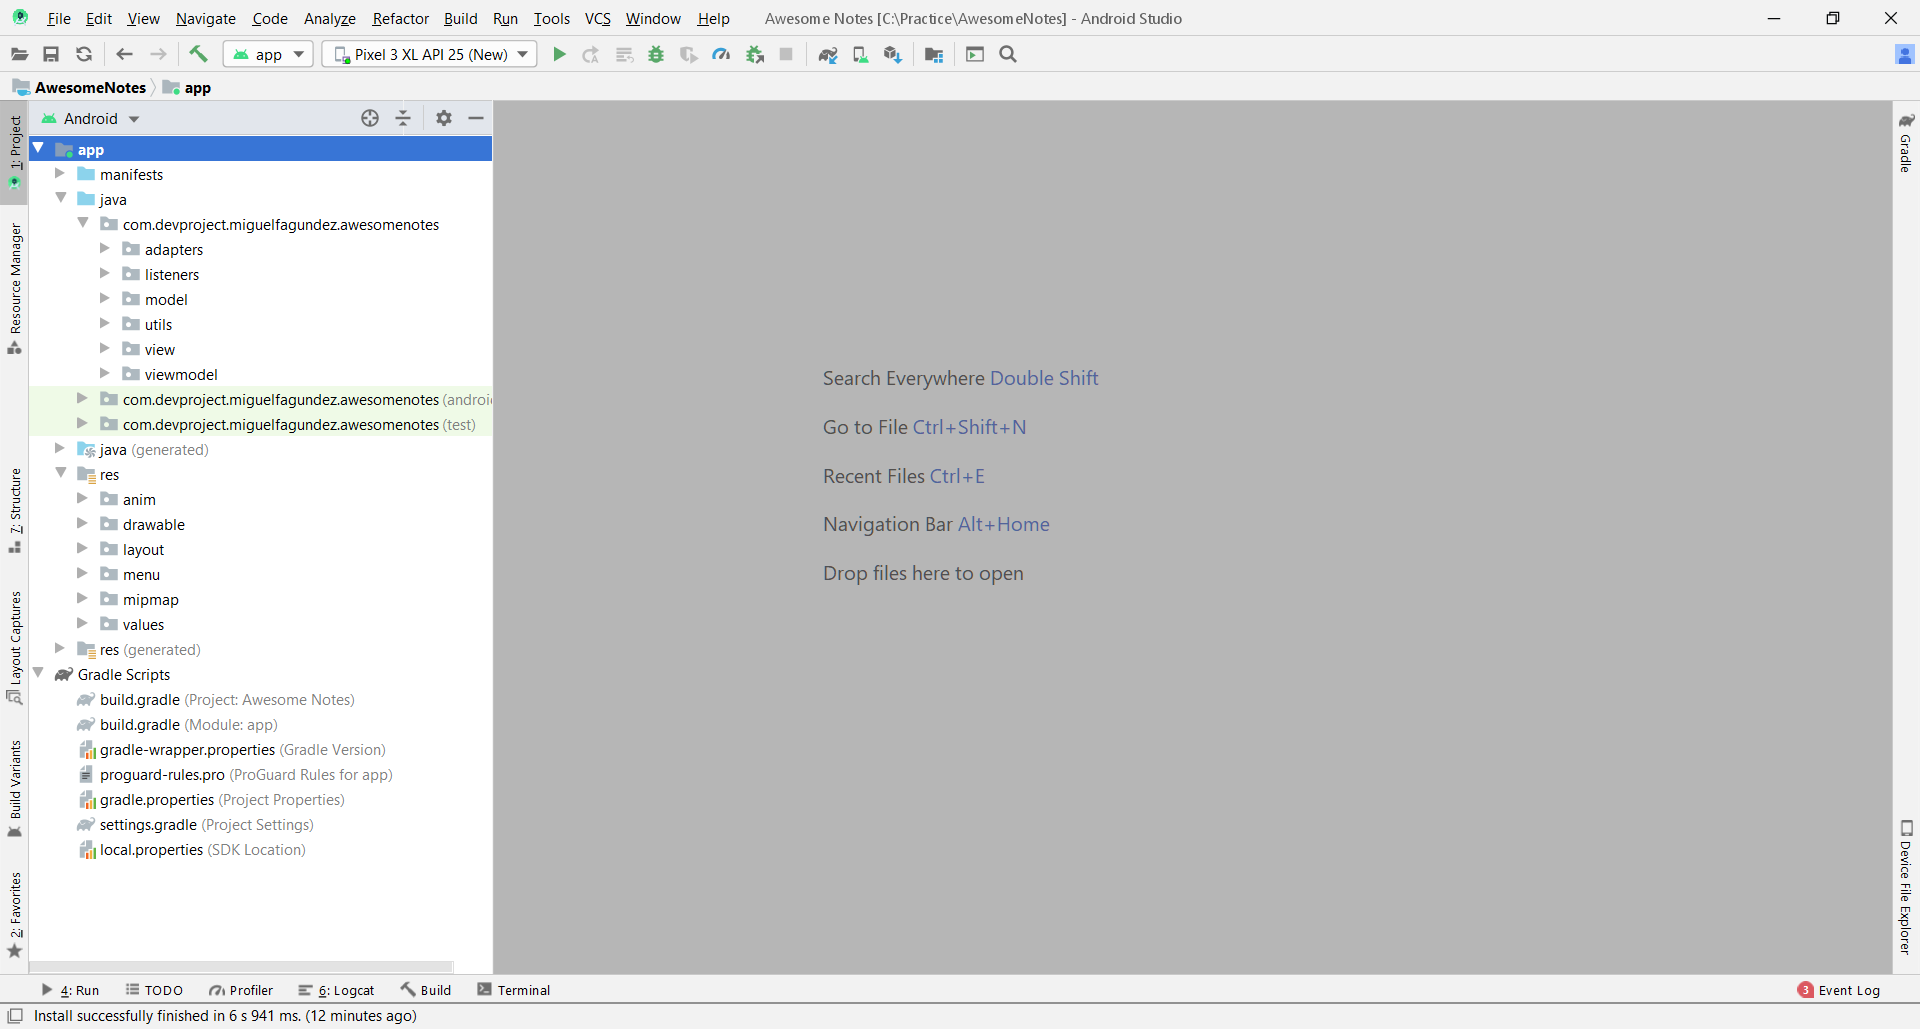 File Edit View Navigate Code Analyze Refactor Build Run Tools VCS Window Help Awesome Notes [C:\Practice\AwesomeNotes] - Android Studio
app Pixel 3 XL API 25 (New)
AwesomeNotes app
1: Project
Resource Manager
7: Structure
Layout Captures
Build Variants
2: Favorites
Android
app
manifests
java
com.devproject.miguelfagundez.awesomenotes
adapters
listeners
model
utils
view
viewmodel
com.devproject.miguelfagundez.awesomenotes (androi
com.devproject.miguelfagundez.awesomenotes (test)
java (generated)
res
anim
drawable
layout
menu
mipmap
values
res (generated)
Gradle Scripts
build.gradle (Project: Awesome Notes)
build.gradle (Module: app)
gradle-wrapper.properties (Gradle Version)
proguard-rules.pro (ProGuard Rules for app)
gradle.properties (Project Properties)
settings.gradle (Project Settings)
local.properties (SDK Location)
Search Everywhere Double Shift
Go to File Ctrl+Shift+N
Recent Files Ctrl+E
Navigation Bar Alt+Home
Drop files here to open
Gradle
Device File Explorer
4: Run TODO Profiler 6: Logcat Build Terminal 3 Event Log
Install successfully finished in 6 s 941 ms. (12 minutes ago)